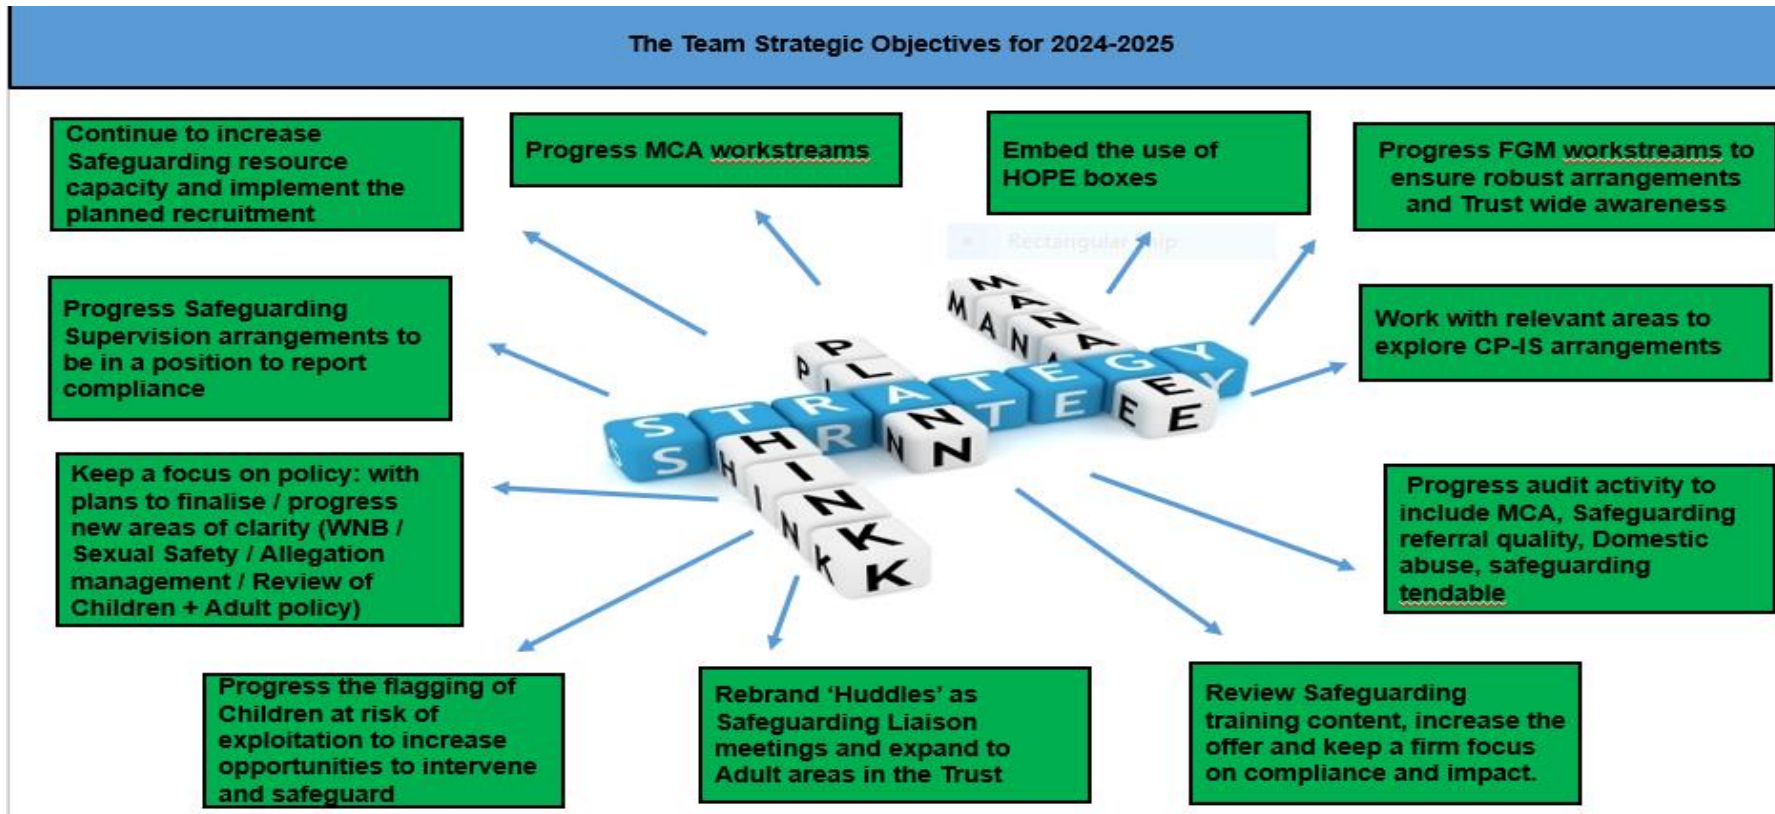 The Team Strategic Objectives for 2024-2025
Continue to increase
Safeguarding resource
capacity and implement the
planned recruitment
Progress MCA workstreams
Embed the use of
HOPE boxes
Progress FGM workstreams to
ensure robust arrangements
and Trust wide awareness
Rectangular Snip
Progress Safeguarding
Supervision arrangements to
be in a position to report
compliance
Work with relevant areas to
explore CP-IS arrangements
STRATEGY
THINK
PLAN
MANAGE
Keep a focus on policy: with
plans to finalise / progress
new areas of clarity (WNB /
Sexual Safety / Allegation
management / Review of
Children + Adult policy)
Progress audit activity to
include MCA, Safeguarding
referral quality, Domestic
abuse, safeguarding
tendable
Progress the flagging of
Children at risk of
exploitation to increase
opportunities to intervene
and safeguard
Rebrand ‘Huddles’ as
Safeguarding Liaison
meetings and expand to
Adult areas in the Trust
Review Safeguarding
training content, increase the
offer and keep a firm focus
on compliance and impact.